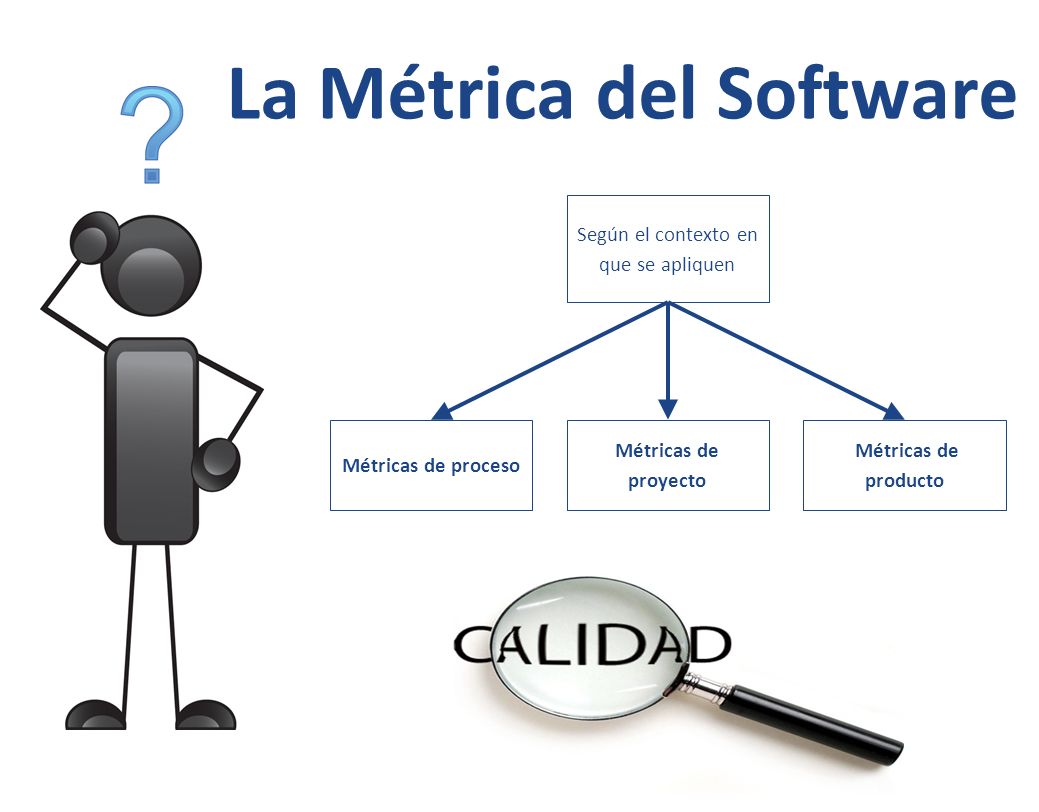 ?
La Métrica del Software
Según el contexto en
que se apliquen
Métricas de proceso
Métricas de
proyecto
Métricas de
producto
CALIDAD